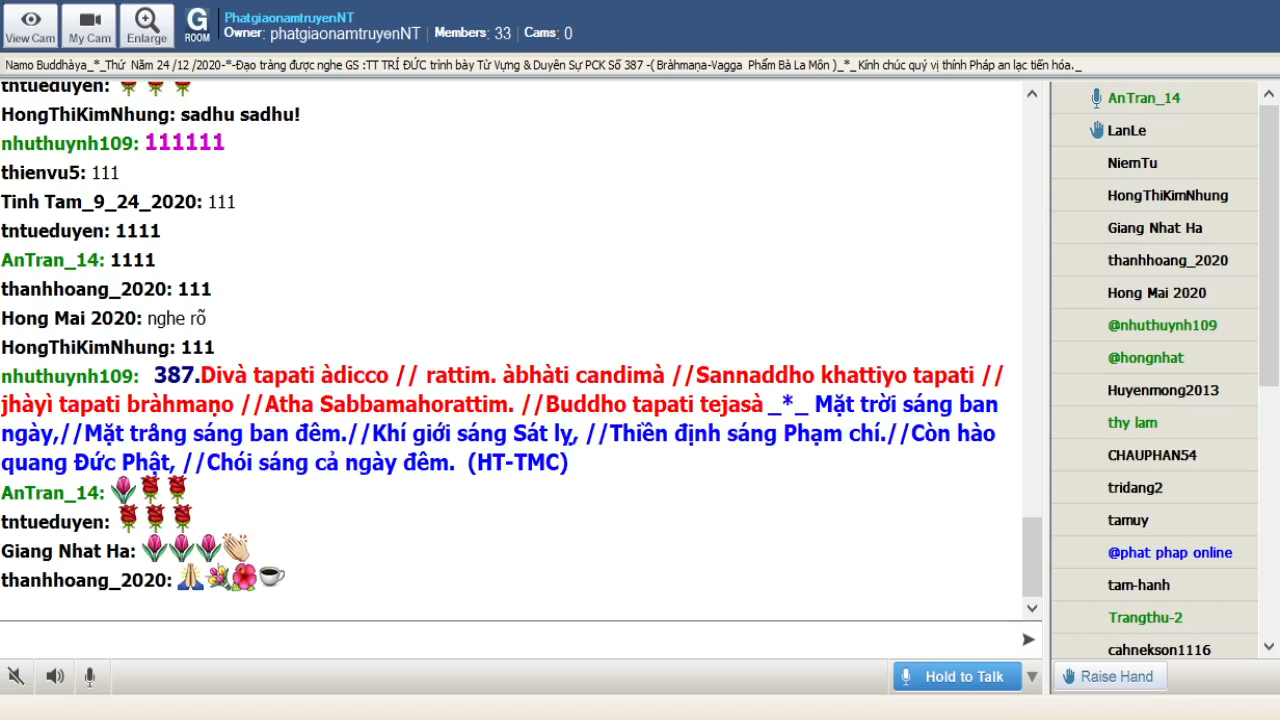 View Cam
My Cam
Enlarge
G
ROOM
PhatgiaonamtruyenNT
Owner: phatgiaonamtruyenNT | Members: 33 | Cams: 0
Namo Buddhàya_*_Thứ Năm 24 /12 /2020-*-Đạo tràng được nghe GS :TT TRÍ ĐỨC trình bày Từ Vựng & Duyên Sự PCK Số 387 -( Bràhmaṇa-Vagga Phẩm Bà La Môn )_*_Kính chúc quý vị thính Pháp an lạc tiến hóa._
tntueduyen:
HongThiKimNhung: sadhu sadhu!
nhuthuynh109: 111111
thienvu5: 111
Tinh Tam_9_24_2020: 111
tntueduyen: 1111
AnTran_14: 1111
thanhhoang_2020: 111
Hong Mai 2020: nghe rõ
HongThiKimNhung: 111
nhuthuynh109: 387.Divà tapati àdicco // rattim. àbhàti candimà //Sannaddho khattiyo tapati //
jhàyì tapati bràhmaṇo //Atha Sabbamahorattim. //Buddho tapati tejasà _*_ Mặt trời sáng ban
ngày,//Mặt trăng sáng ban đêm.//Khí giới sáng Sát lỵ, //Thiền định sáng Phạm chí.//Còn hào
quang Đức Phật, //Chói sáng cả ngày đêm. (HT-TMC)
AnTran_14:
tntueduyen:
Giang Nhat Ha:
thanhhoang_2020:
AnTran_14
LanLe
NiemTu
HongThiKimNhung
Giang Nhat Ha
thanhhoang_2020
Hong Mai 2020
@nhuthuynh109
@hongnhat
Huyenmong2013
thy lam
CHAUPHAN54
tridang2
tamuy
@phat phap online
tam-hanh
Trangthu-2
cahnekson1116
Hold to Talk
Raise Hand